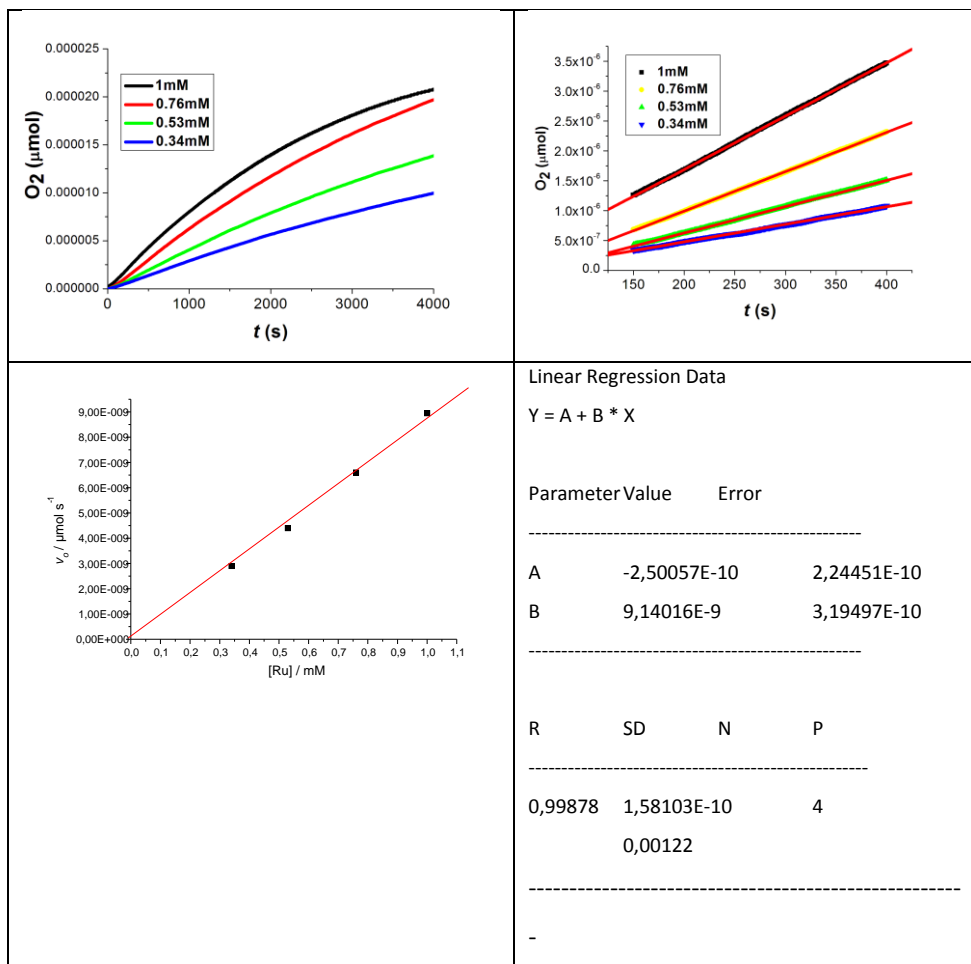 0.000025
0.000020
0.000015
0.000010
0.000005
0.000000
O2 (μmol)
1mM
0.76mM
0.53mM
0.34mM
0
1000
2000
3000
4000
t (s)
3.5x10-6
3.0x10-6
2.5x10-6
2.0x10-6
1.5x10-6
1.0x10-6
5.0x10-7
0.0
O2 (μmol)
1mM
0.76mM
0.53mM
0.34mM
150
200
250
300
350
400
t (s)
9,00E-009
8,00E-009
7,00E-009
6,00E-009
5,00E-009
4,00E-009
3,00E-009
2,00E-009
1,00E-009
0,00E+000
vo / μmol s-1
0,0
0,1
0,2
0,3
0,4
0,5
0,6
0,7
0,8
0,9
1,0
1,1
[Ru] / mM
Linear Regression Data
Y = A + B * X
Parameter Value Error
---------------------------------------------------
A -2,50057E-10 2,24451E-10
B 9,14016E-9 3,19497E-10
---------------------------------------------------
R SD N P
----------------------------------------------------
0,99878 1,58103E-10 4
0,00122
----------------------------------------------------
-